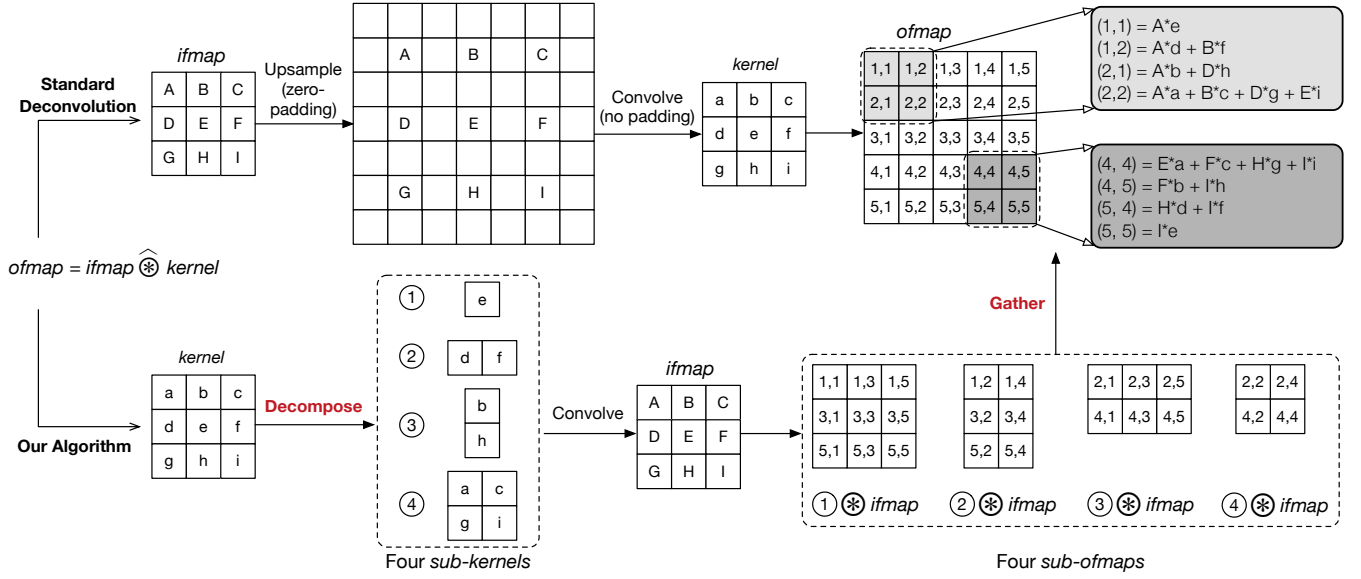 Standard
Deconvolution
ifmap
A B C
D E F
G H I
Upsample
(zero-
padding)
A B C
D E F
G H I
Convolve
(no padding)
kernel
a b c
d e f
g h i
ofmap
1,1 1,2 1,3 1,4 1,5
2,1 2,2 2,3 2,4 2,5
3,1 3,2 3,3 3,4 3,5
4,1 4,2 4,3 4,4 4,5
5,1 5,2 5,3 5,4 5,5
(1,1) = A*e
(1,2) = A*d + B*f
(2,1) = A*b + D*h
(2,2) = A*a + B*c + D*g + E*i
(4, 4) = E*a + F*c + H*g + I*i
(4, 5) = F*b + I*h
(5, 4) = H*d + I*f
(5, 5) = I*e
ofmap = ifmap ⊛̂ kernel
Our Algorithm
kernel
a b c
d e f
g h i
Decompose
① e
② d f
③ b
h
④ a c
g i
Four sub-kernels
Convolve
ifmap
A B C
D E F
G H I
Gather
1,1 1,3 1,5
3,1 3,3 3,5
5,1 5,3 5,5
① ⊛ ifmap
1,2 1,4
3,2 3,4
5,2 5,4
② ⊛ ifmap
2,1 2,3 2,5
4,1 4,3 4,5
③ ⊛ ifmap
2,2 2,4
4,2 4,4
④ ⊛ ifmap
Four sub-ofmaps